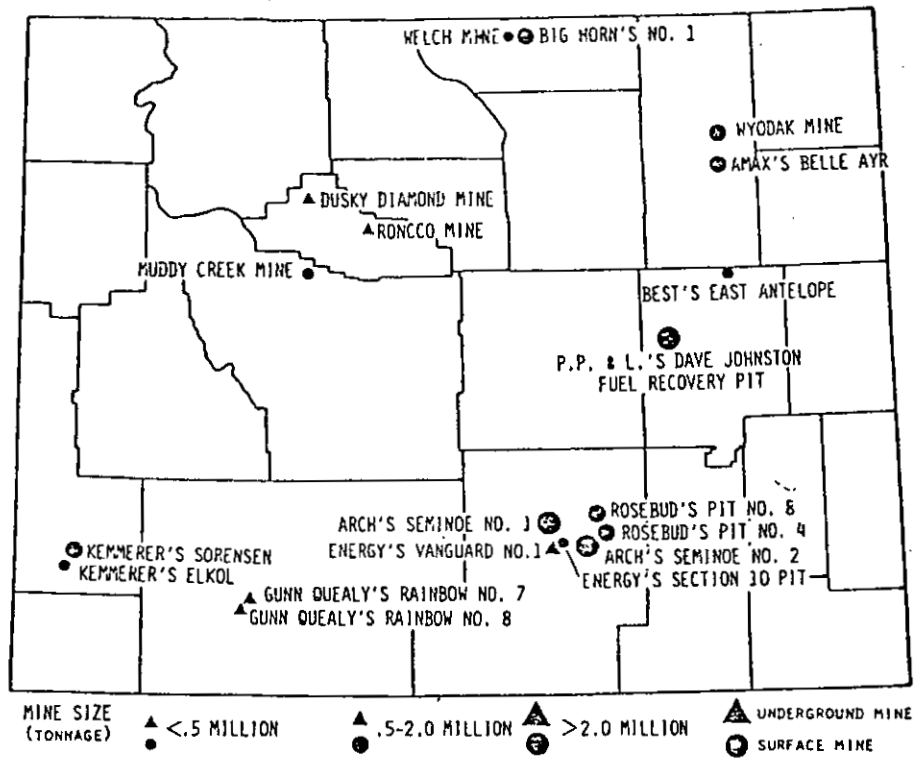 WELCH MINE
BIG HORN'S NO. 1
WYODAK MINE
AMAX'S BELLE AYR
DUSKY DIAMOND MINE
RONCCO MINE
MUDDY CREEK MINE
BEST'S EAST ANTELOPE
P.P. & L.'S DAVE JOHNSTON
FUEL RECOVERY PIT
ARCH'S SEMINOE NO. 1
ROSEBUD'S PIT NO. 8
ROSEBUD'S PIT NO. 4
ENERGY'S VANGUARD NO.1
ARCH'S SEMINOE NO. 2
ENERGY'S SECTION 10 PIT
KEMMERER'S SORENSEN
KEMMERER'S ELKOL
GUNN QUEALY'S RAINBOW NO. 7
GUNN QUEALY'S RAINBOW NO. 8
MINE SIZE
(TONNAGE)
<.5 MILLION
.5-2.0 MILLION
>2.0 MILLION
UNDERGROUND MINE
SURFACE MINE